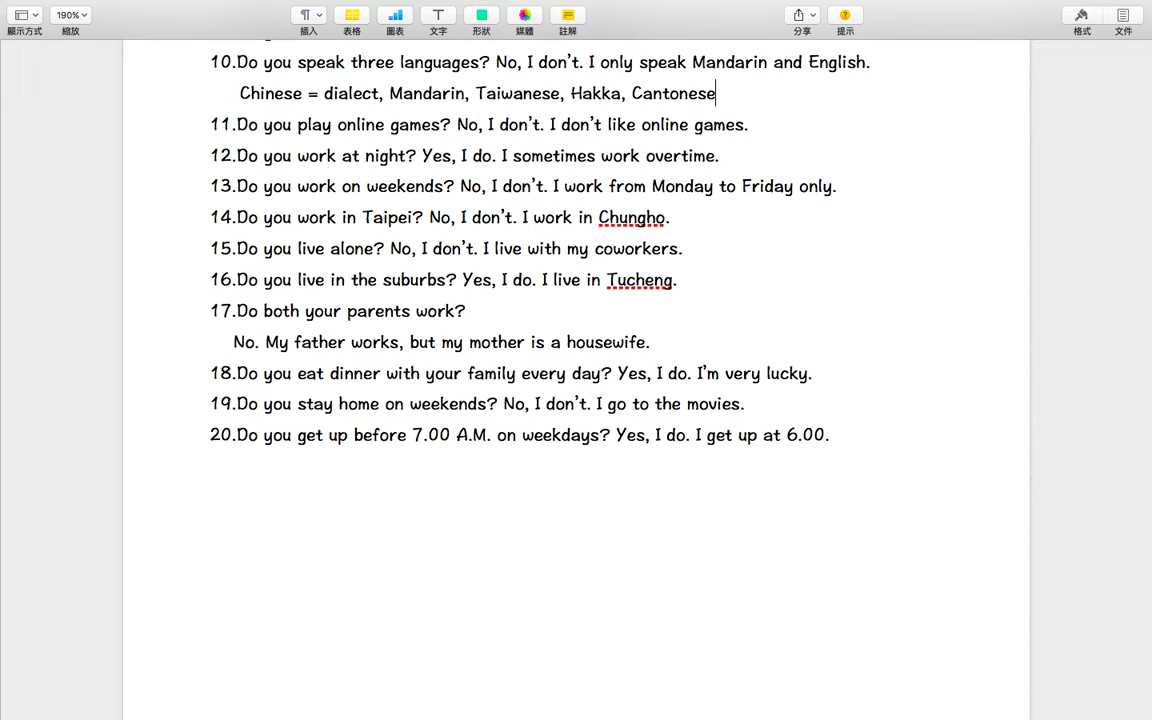 190%
顯示方式
縮放
插入
表格
圖表
文字
形狀
媒體
註解
分享
提示
格式
文件
10.Do you speak three languages? No, I don't. I only speak Mandarin and English.
Chinese = dialect, Mandarin, Taiwanese, Hakka, Cantonese
11.Do you play online games? No, I don't. I don't like online games.
12.Do you work at night? Yes, I do. I sometimes work overtime.
13.Do you work on weekends? No, I don't. I work from Monday to Friday only.
14.Do you work in Taipei? No, I don't. I work in Chungho.
15.Do you live alone? No, I don't. I live with my coworkers.
16.Do you live in the suburbs? Yes, I do. I live in Tucheng.
17.Do both your parents work?
No. My father works, but my mother is a housewife.
18.Do you eat dinner with your family every day? Yes, I do. I'm very lucky.
19.Do you stay home on weekends? No, I don't. I go to the movies.
20.Do you get up before 7.00 A.M. on weekdays? Yes, I do. I get up at 6.00.